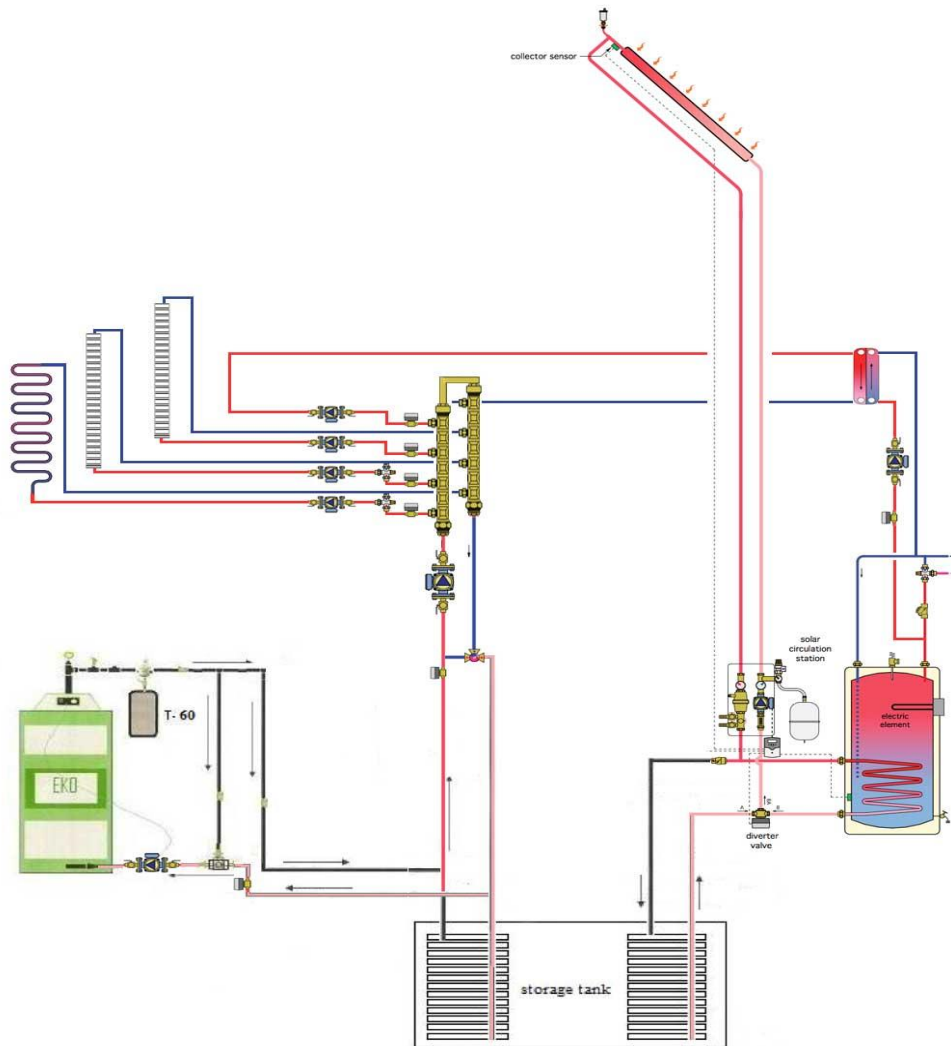 collector sensor
solar
circulation
station
T- 60
electric
element
EKO
A
B
diverter
valve
storage tank